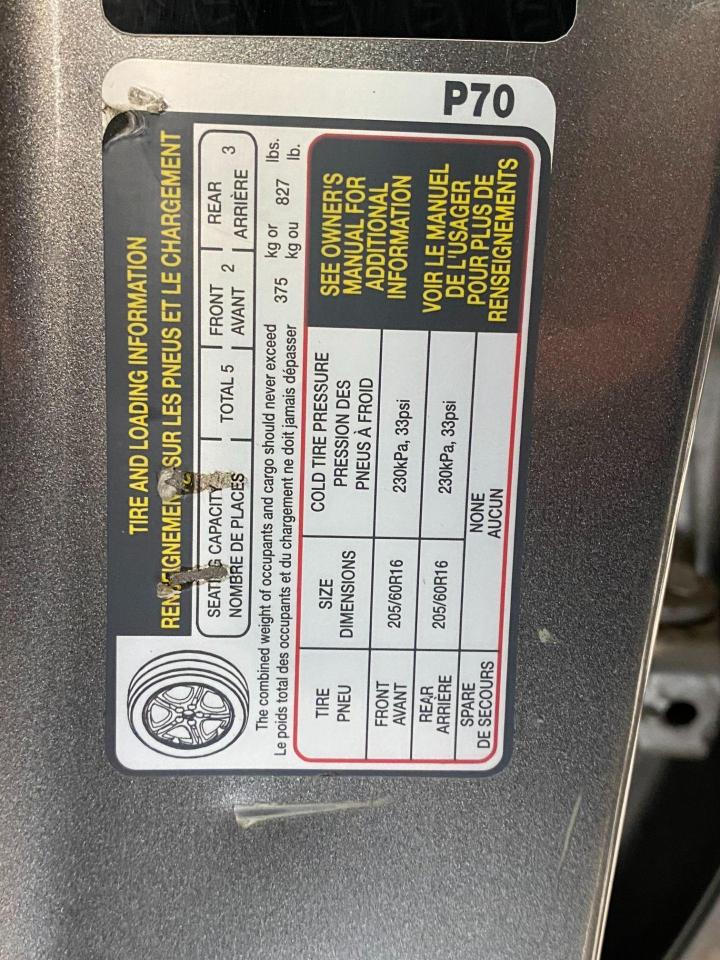 TIRE AND LOADING INFORMATION
RENSEIGNEMENTS SUR LES PNEUS ET LE CHARGEMENT
SEATING CAPACITY TOTAL 5 FRONT 2 REAR 3
NOMBRE DE PLACES AVANT ARRIÈRE
The combined weight of occupants and cargo should never exceed 375 kg or 827 lbs.
Le poids total des occupants et du chargement ne doit jamais dépasser kg ou lb.
TIRE SIZE COLD TIRE PRESSURE
PNEU DIMENSIONS PRESSION DES
PNEUS À FROID
FRONT 205/60R16 230kPa, 33psi
AVANT
REAR 205/60R16 230kPa, 33psi
ARRIÈRE
SPARE NONE
DE SECOURS AUCUN
SEE OWNER'S
MANUAL FOR
ADDITIONAL
INFORMATION
VOIR LE MANUEL
DE L'USAGER
POUR PLUS DE
RENSEIGNEMENTS
P70